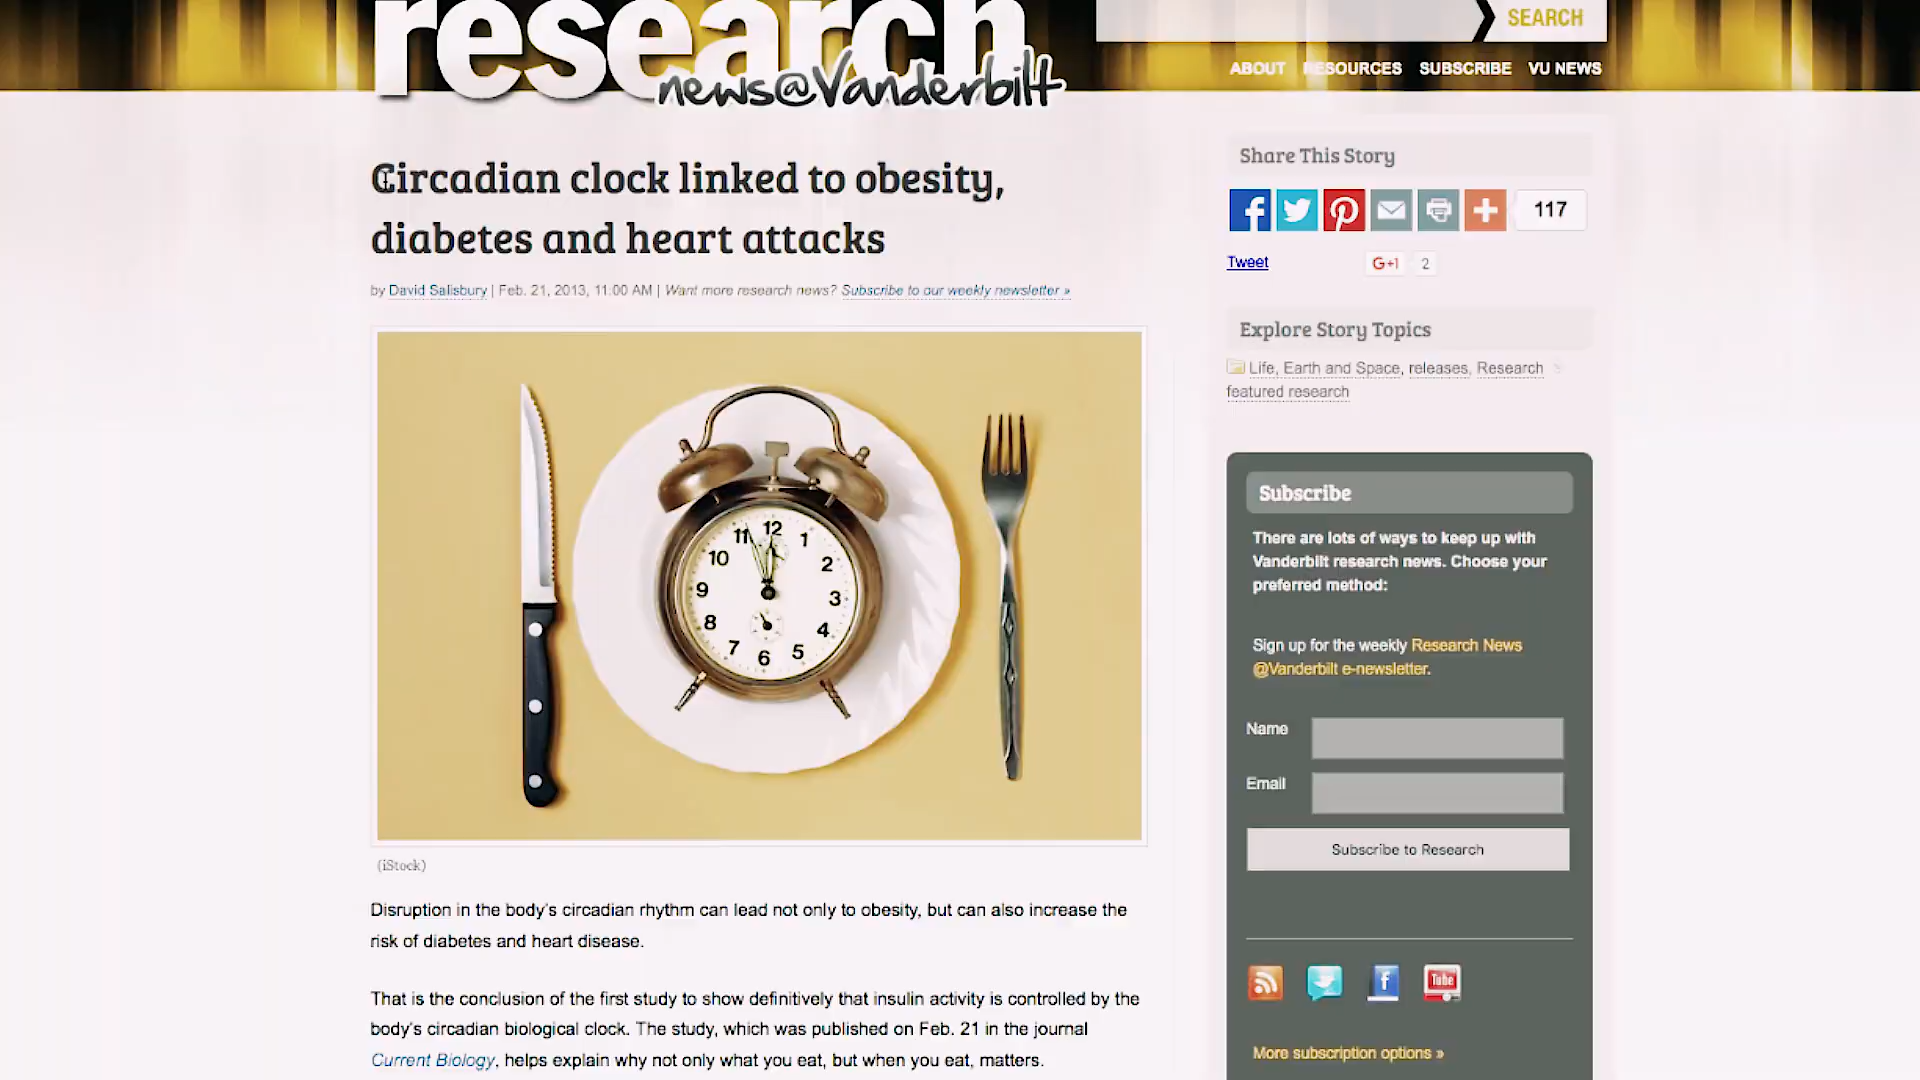 research
news@Vanderbilt
SEARCH
ABOUT RESOURCES SUBSCRIBE VU NEWS
Circadian clock linked to obesity,
diabetes and heart attacks
by David Salisbury | Feb. 21, 2013, 11:00 AM | Want more research news? Subscribe to our weekly newsletter »
12
1
2
3
4
5
6
7
8
9
10
11
(iStock)
Disruption in the body's circadian rhythm can lead not only to obesity, but can also increase the
risk of diabetes and heart disease.
That is the conclusion of the first study to show definitively that insulin activity is controlled by the
body's circadian biological clock. The study, which was published on Feb. 21 in the journal
Current Biology, helps explain why not only what you eat, but when you eat, matters.
Share This Story
117
Tweet
G+1 2
Explore Story Topics
Life, Earth and Space, releases, Research
featured research
Subscribe
There are lots of ways to keep up with
Vanderbilt research news. Choose your
preferred method:
Sign up for the weekly Research News
@Vanderbilt e-newsletter.
Name
Email
Subscribe to Research
Tube
More subscription options »